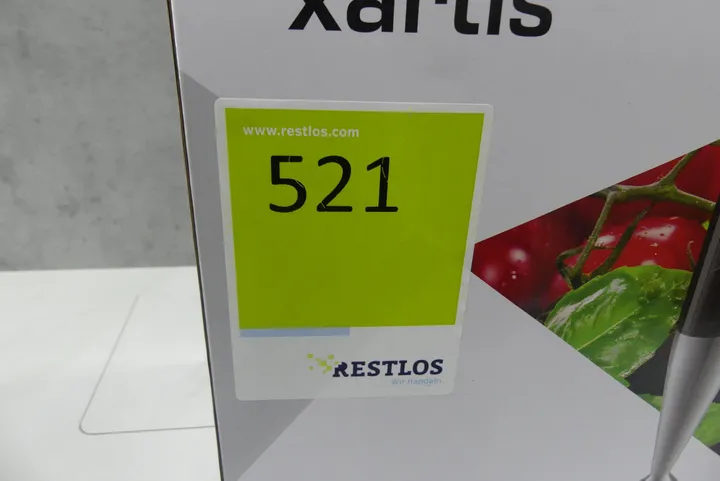 xartis
www.restlos.com
521
RESTLOS
Wir handeln.